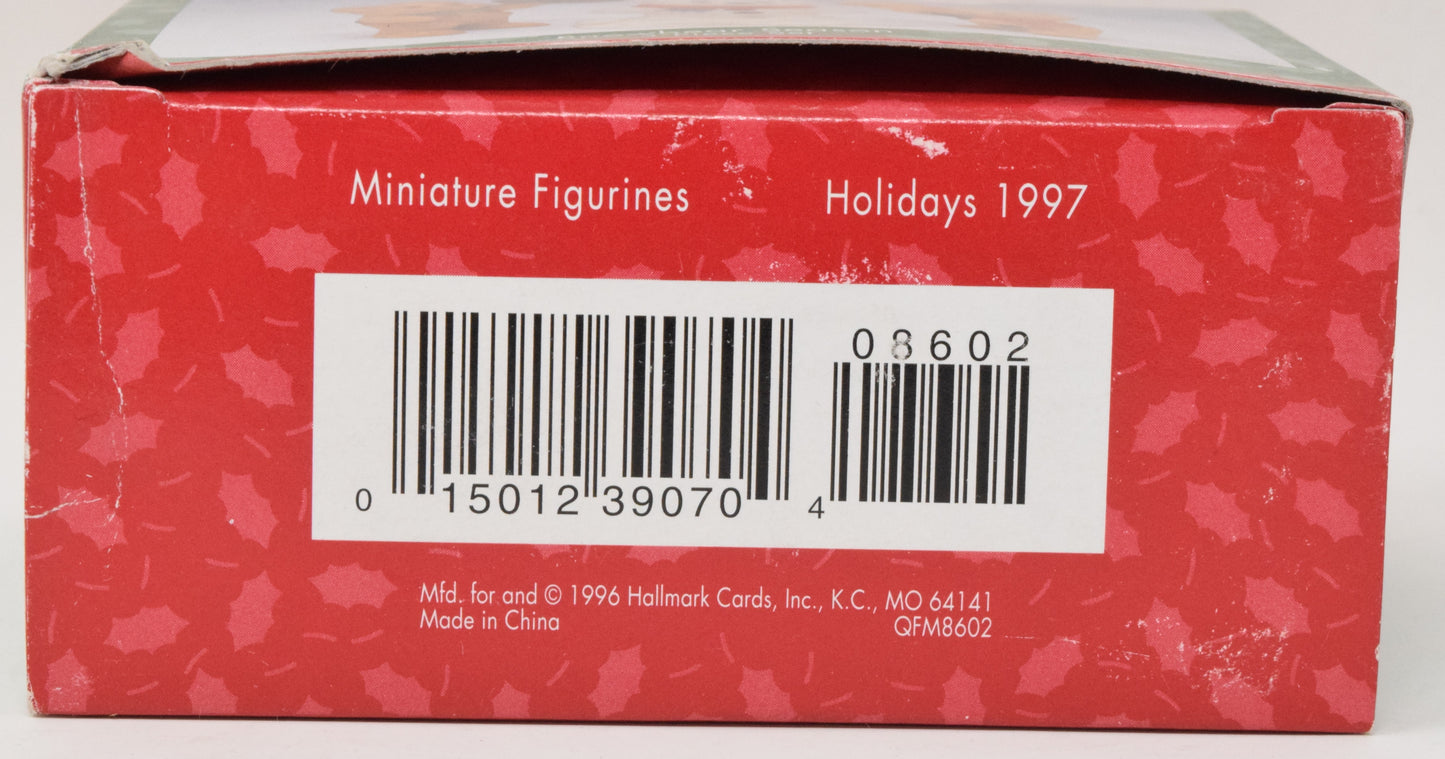 Miniature Figurines Holidays 1997
08602
0 15012 39070 4
Mfd. for and © 1996 Hallmark Cards, Inc., K.C., MO 64141
Made in China QFM8602